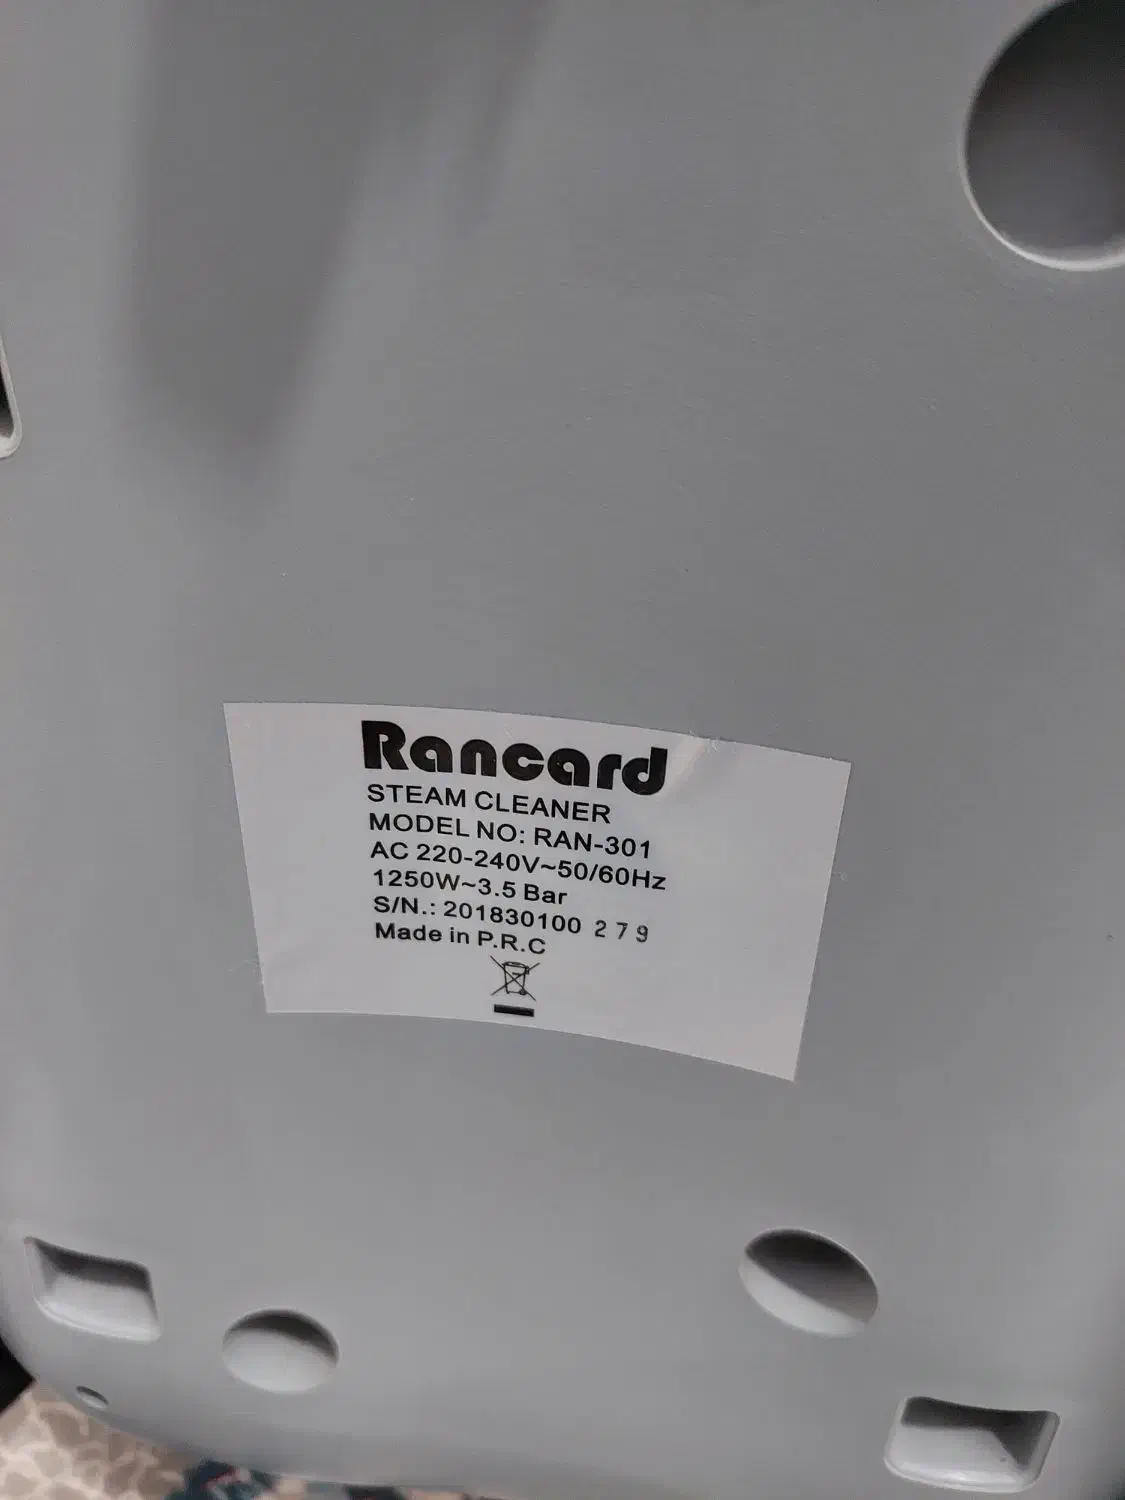 Rancard
STEAM CLEANER
MODEL NO: RAN-301
AC 220-240V~50/60Hz
1250W~3.5 Bar
S/N.: 201830100 279
Made in P.R.C